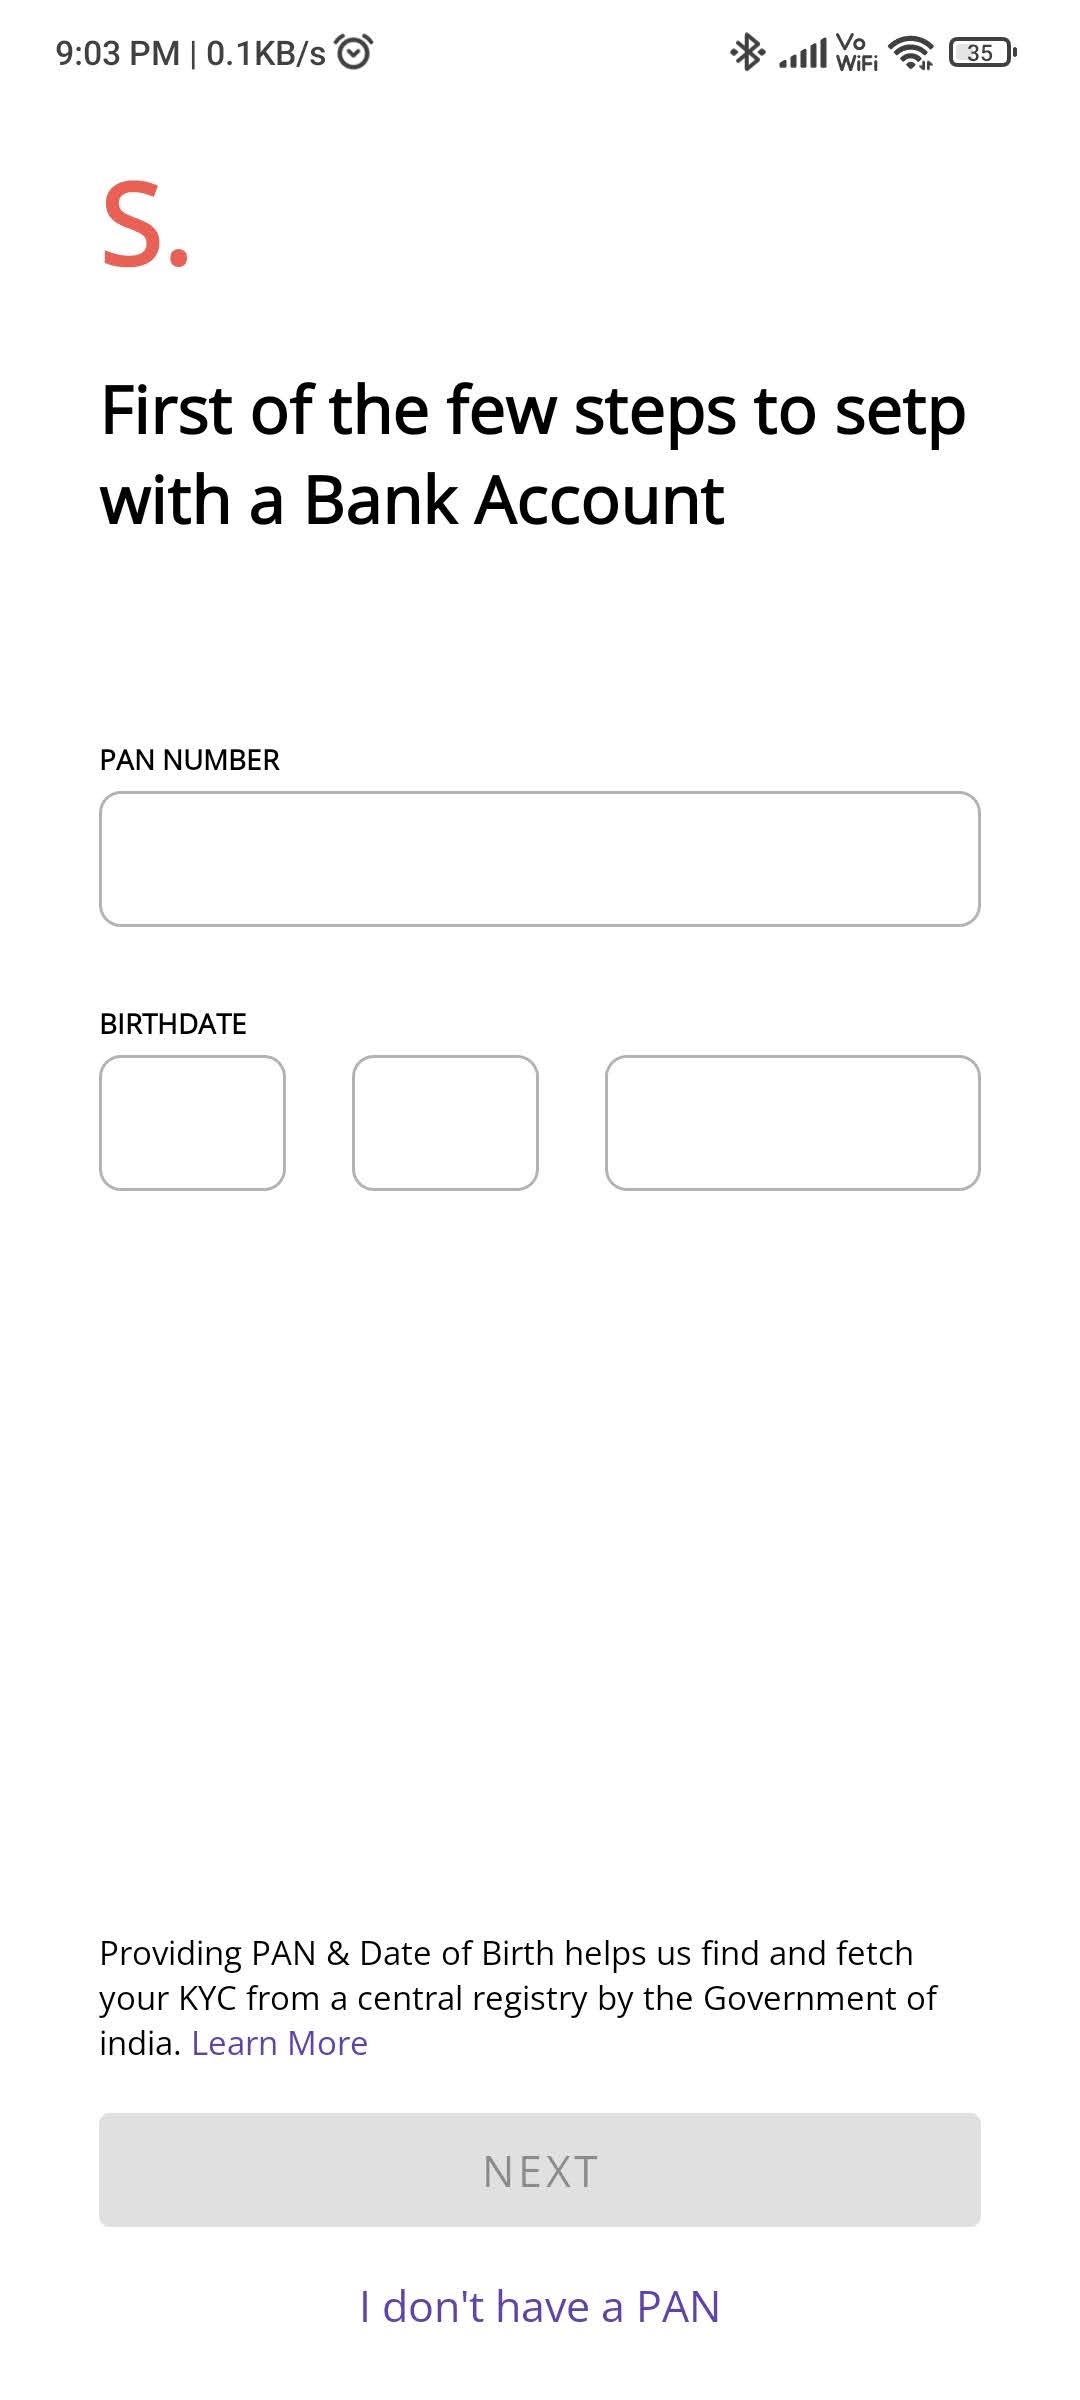 9:03 PM | 0.1KB/s Vo WiFi 35
S.
First of the few steps to setp
with a Bank Account
PAN NUMBER
BIRTHDATE
Providing PAN & Date of Birth helps us find and fetch
your KYC from a central registry by the Government of
india. Learn More
NEXT
I don't have a PAN